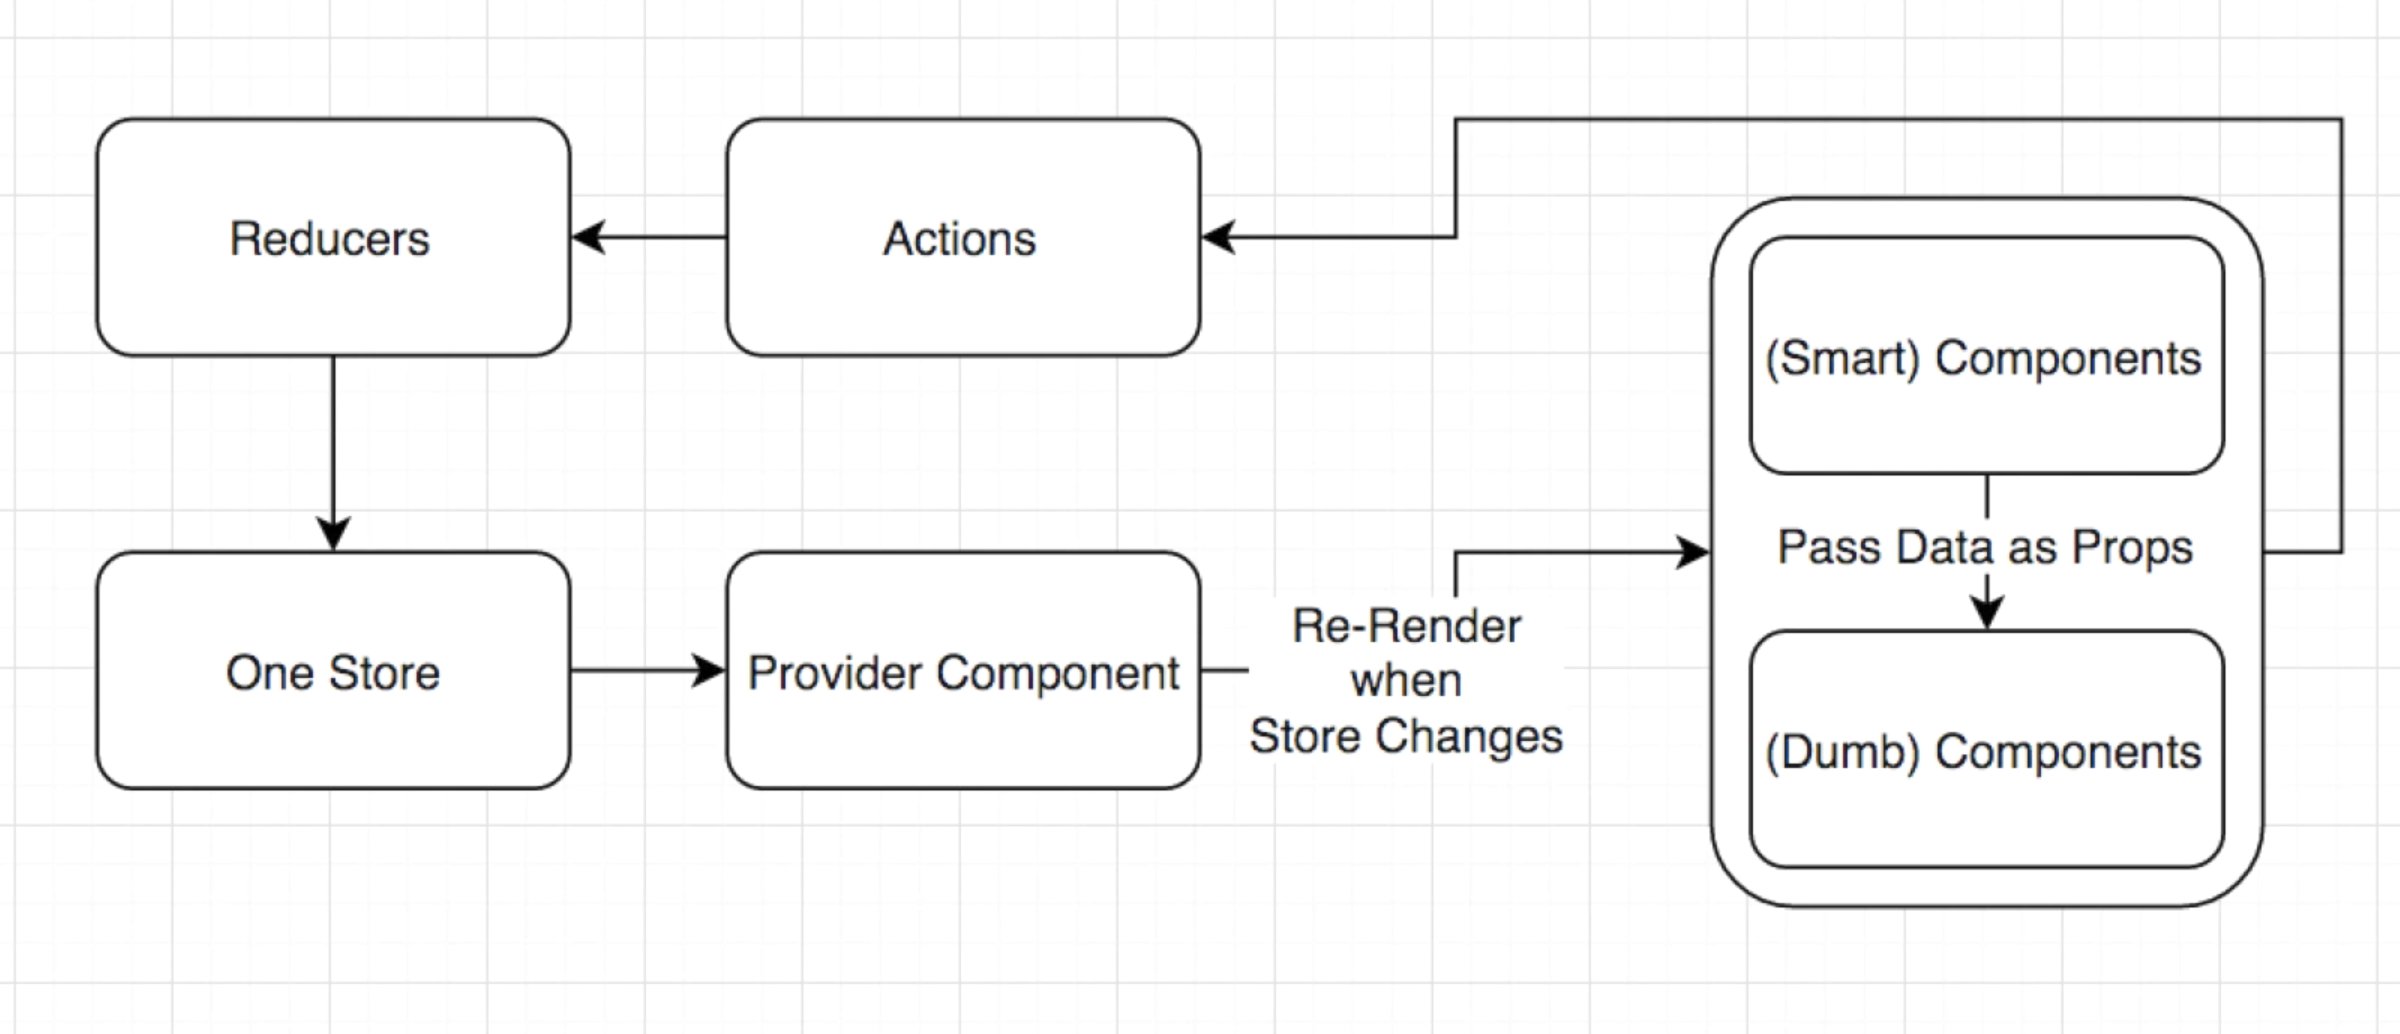 Reducers
Actions
(Smart) Components
Pass Data as Props
One Store
Provider Component
Re-Render
when
Store Changes
(Dumb) Components